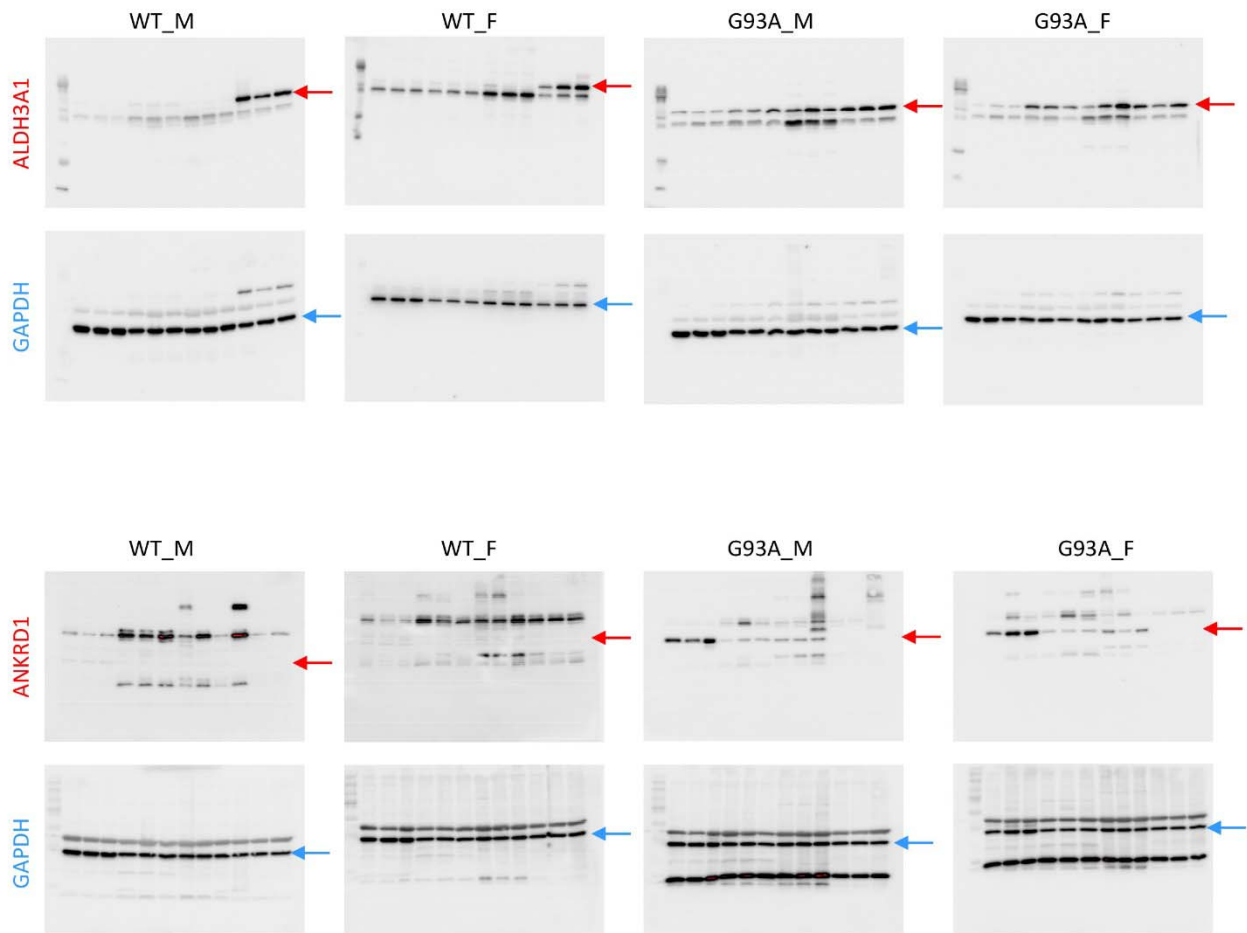 WT_M WT_F G93A_M G93A_F
ALDH3A1
GAPDH
WT_M WT_F G93A_M G93A_F
ANKRD1
GAPDH